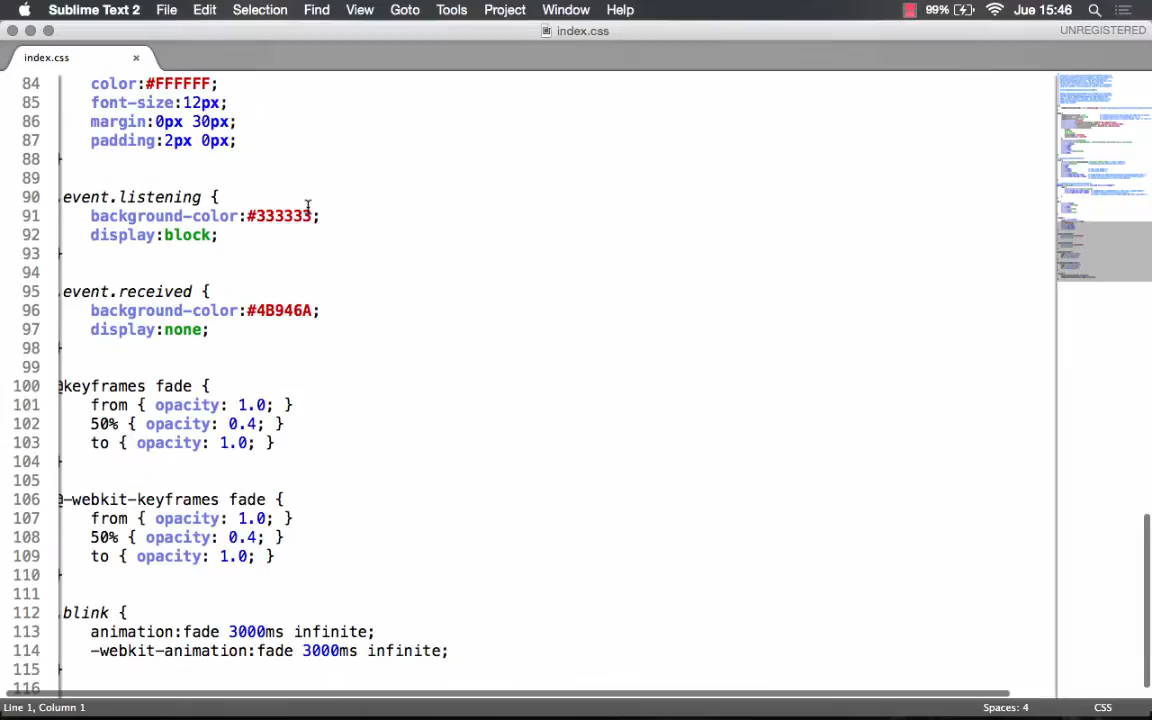 Sublime Text 2 File Edit Selection Find View Goto Tools Project Window Help 99% Jue 15:46
index.css UNREGISTERED
index.css ×
84 color:#FFFFFF;
85 font-size:12px;
86 margin:0px 30px;
87 padding:2px 0px;
88 }
89
90 .event.listening {
91 background-color:#333333;
92 display:block;
93 }
94
95 .event.received {
96 background-color:#4B946A;
97 display:none;
98 }
99
100 @keyframes fade {
101 from { opacity: 1.0; }
102 50% { opacity: 0.4; }
103 to { opacity: 1.0; }
104 }
105
106 @-webkit-keyframes fade {
107 from { opacity: 1.0; }
108 50% { opacity: 0.4; }
109 to { opacity: 1.0; }
110 }
111
112 .blink {
113 animation:fade 3000ms infinite;
114 -webkit-animation:fade 3000ms infinite;
115 }
116
Line 1, Column 1 Spaces: 4 CSS